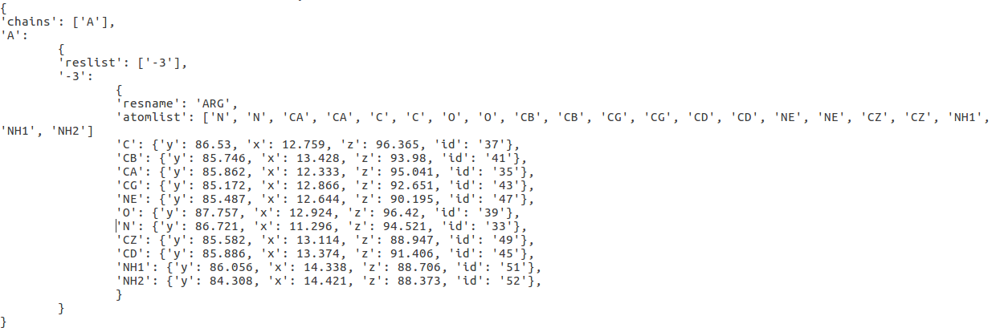 {
'chains': ['A'],
'A':
{
'reslist': ['-3'],
'-3':
{
'resname': 'ARG',
'atomlist': ['N', 'N', 'CA', 'CA', 'C', 'C', 'O', 'O', 'CB', 'CB', 'CG', 'CG', 'CD', 'CD', 'NE', 'NE', 'CZ', 'CZ', 'NH1',
'NH1', 'NH2']
'C': {'y': 86.53, 'x': 12.759, 'z': 96.365, 'id': '37'},
'CB': {'y': 85.746, 'x': 13.428, 'z': 93.98, 'id': '41'},
'CA': {'y': 85.862, 'x': 12.333, 'z': 95.041, 'id': '35'},
'CG': {'y': 85.172, 'x': 12.866, 'z': 92.651, 'id': '43'},
'NE': {'y': 85.487, 'x': 12.644, 'z': 90.195, 'id': '47'},
'O': {'y': 87.757, 'x': 12.924, 'z': 96.42, 'id': '39'},
'N': {'y': 86.721, 'x': 11.296, 'z': 94.521, 'id': '33'},
'CZ': {'y': 85.582, 'x': 13.114, 'z': 88.947, 'id': '49'},
'CD': {'y': 85.886, 'x': 13.374, 'z': 91.406, 'id': '45'},
'NH1': {'y': 86.056, 'x': 14.338, 'z': 88.706, 'id': '51'},
'NH2': {'y': 84.308, 'x': 14.421, 'z': 88.373, 'id': '52'},
}
}
}